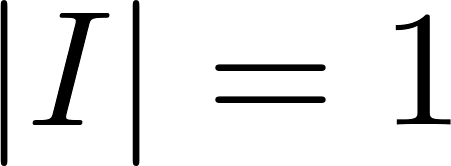 |I| = 1